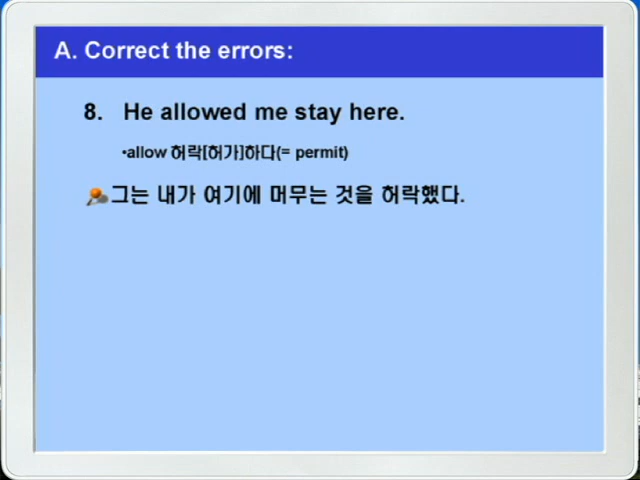 A. Correct the errors:
8. He allowed me stay here.
•allow 허락[허가]하다(= permit)
그는 내가 여기에 머무는 것을 허락했다.